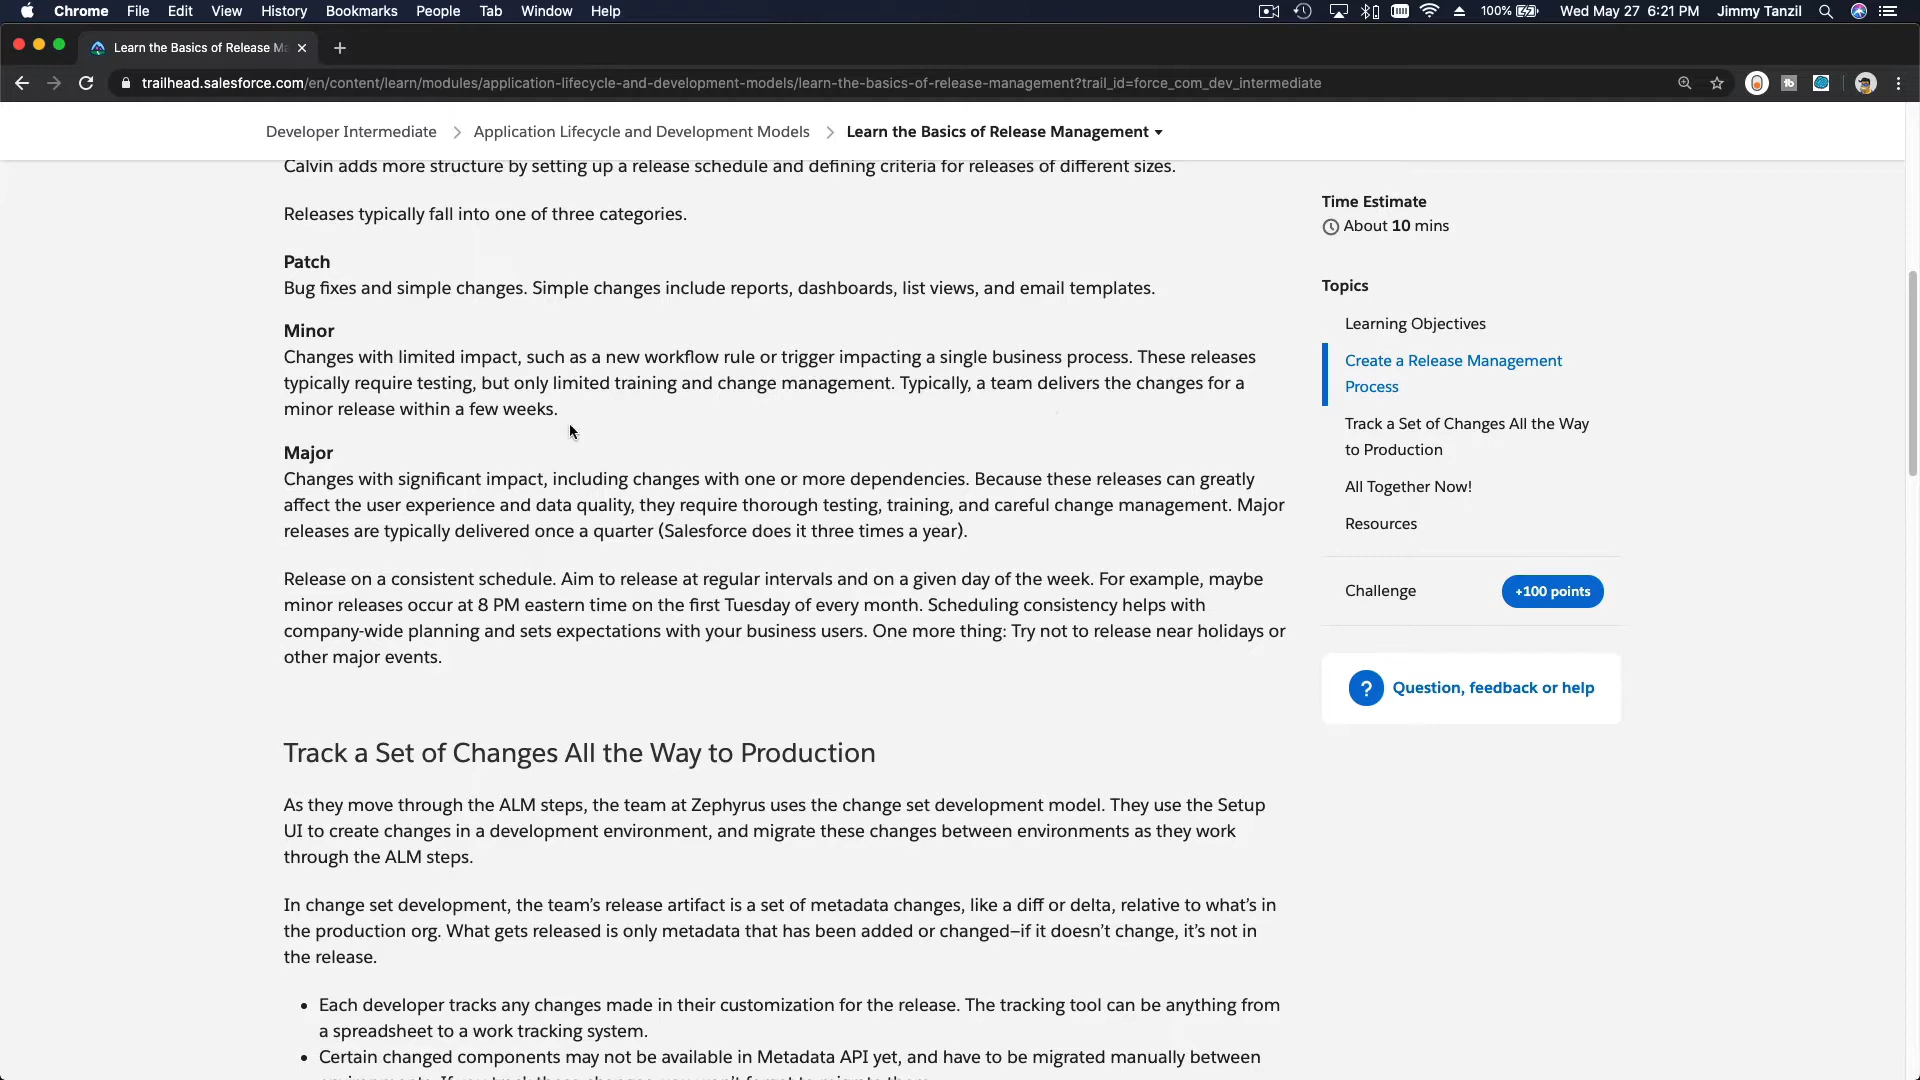 Chrome File Edit View History Bookmarks People Tab Window Help 100% Wed May 27 6:21 PM Jimmy Tanzil
Learn the Basics of Release Ma
trailhead.salesforce.com/en/content/learn/modules/application-lifecycle-and-development-models/learn-the-basics-of-release-management?trail_id=force_com_dev_intermediate
Developer Intermediate > Application Lifecycle and Development Models > Learn the Basics of Release Management
Calvin adds more structure by setting up a release schedule and defining criteria for releases of different sizes.
Releases typically fall into one of three categories.
Patch
Bug fixes and simple changes. Simple changes include reports, dashboards, list views, and email templates.
Minor
Changes with limited impact, such as a new workflow rule or trigger impacting a single business process. These releases
typically require testing, but only limited training and change management. Typically, a team delivers the changes for a
minor release within a few weeks.
Major
Changes with significant impact, including changes with one or more dependencies. Because these releases can greatly
affect the user experience and data quality, they require thorough testing, training, and careful change management. Major
releases are typically delivered once a quarter (Salesforce does it three times a year).
Release on a consistent schedule. Aim to release at regular intervals and on a given day of the week. For example, maybe
minor releases occur at 8 PM eastern time on the first Tuesday of every month. Scheduling consistency helps with
company-wide planning and sets expectations with your business users. One more thing: Try not to release near holidays or
other major events.
Track a Set of Changes All the Way to Production
As they move through the ALM steps, the team at Zephyrus uses the change set development model. They use the Setup
UI to create changes in a development environment, and migrate these changes between environments as they work
through the ALM steps.
In change set development, the team's release artifact is a set of metadata changes, like a diff or delta, relative to what's in
the production org. What gets released is only metadata that has been added or changed—if it doesn't change, it's not in
the release.
• Each developer tracks any changes made in their customization for the release. The tracking tool can be anything from
a spreadsheet to a work tracking system.
• Certain changed components may not be available in Metadata API yet, and have to be migrated manually between
Time Estimate
About 10 mins
Topics
Learning Objectives
Create a Release Management
Process
Track a Set of Changes All the Way
to Production
All Together Now!
Resources
Challenge +100 points
? Question, feedback or help